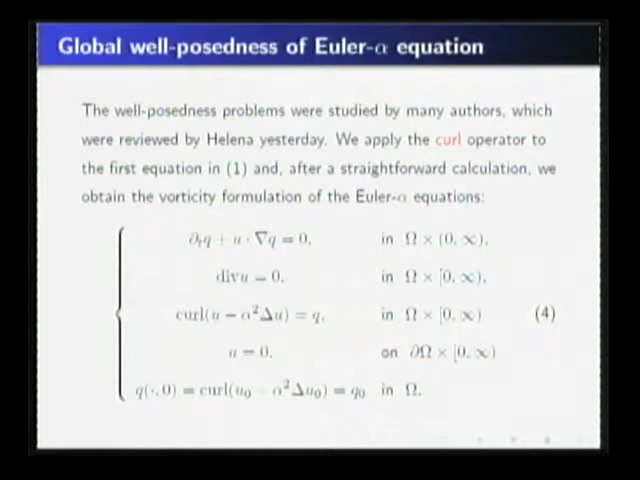 Global well-posedness of Euler-α equation
The well-posedness problems were studied by many authors, which
were reviewed by Helena yesterday. We apply the curl operator to
the first equation in (1) and, after a straightforward calculation, we
obtain the vorticity formulation of the Euler-α equations:
∂ₜq + u · ∇q = 0, in Ω × (0, ∞),
divu = 0, in Ω × [0, ∞),
curl(u − α²Δu) = q, in Ω × [0, ∞) (4)
u = 0, on ∂Ω × [0, ∞)
q(·, 0) = curl(u₀ − α²Δu₀) = q₀ in Ω.